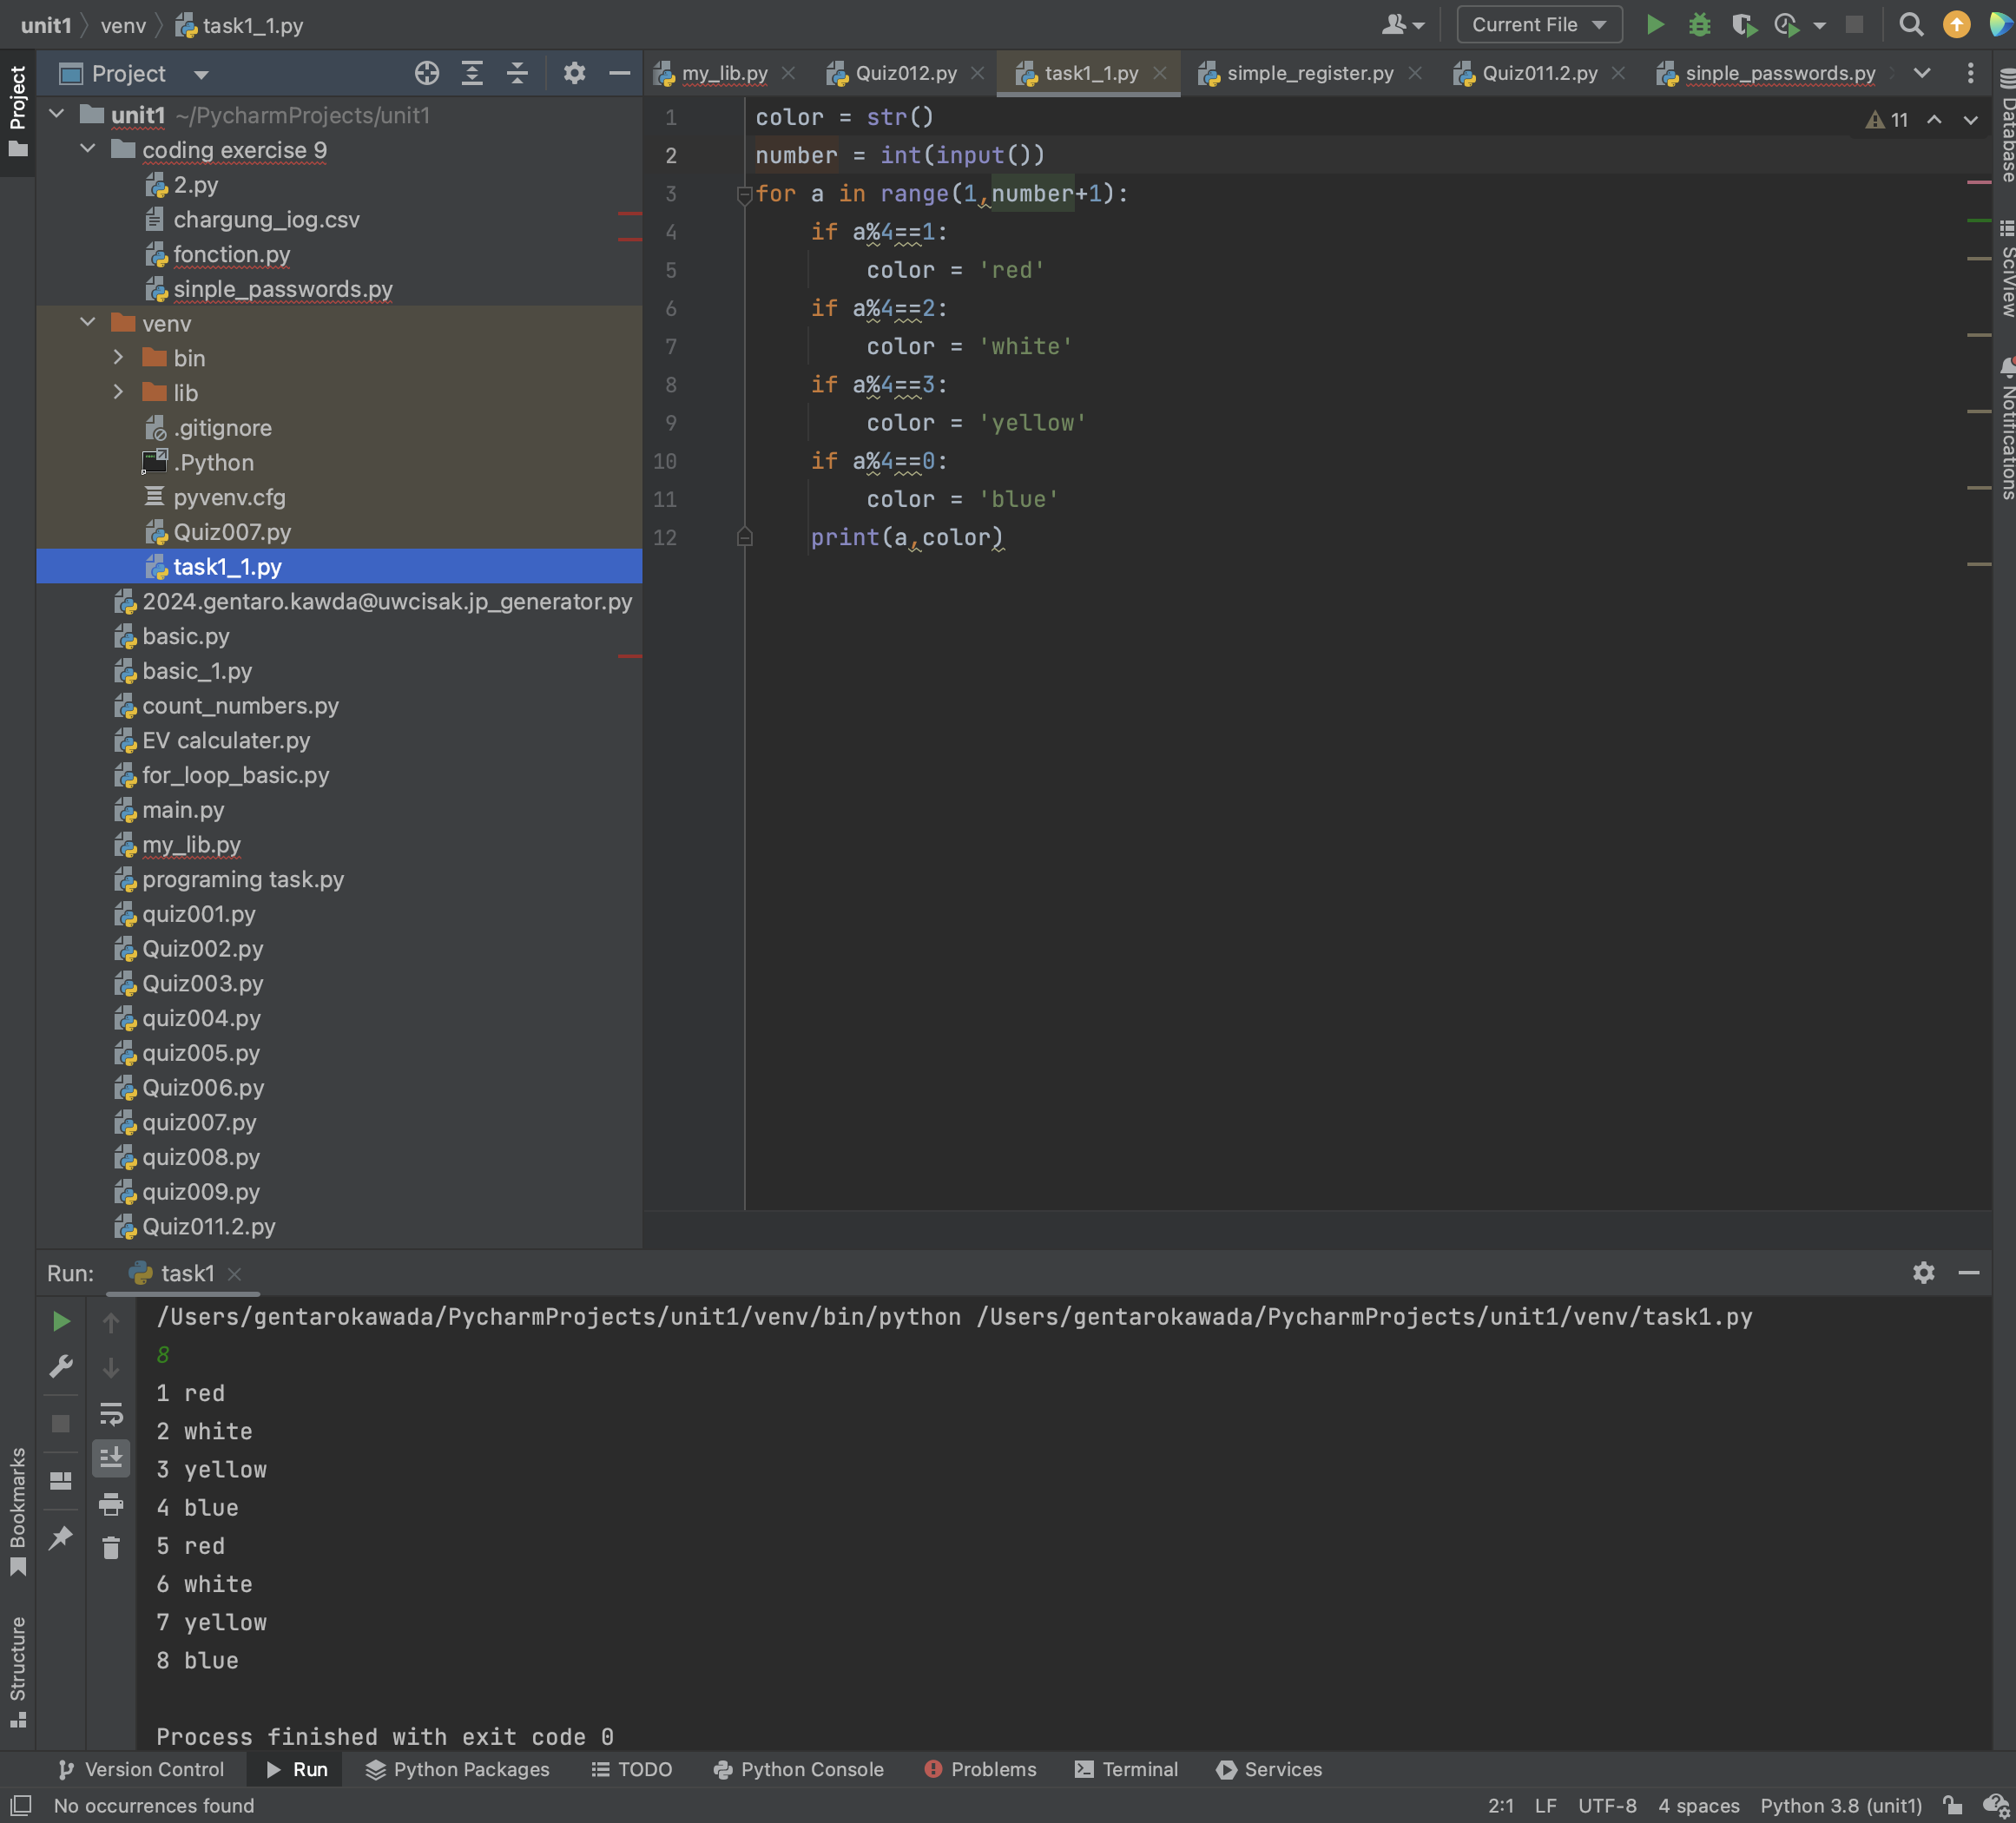 unit1 venv task1_1.py Current File
Project my_lib.py Quiz012.py task1_1.py simple_register.py Quiz011.2.py sinple_passwords.py
Project
unit1 ~/PycharmProjects/unit1
coding exercise 9
2.py
chargung_iog.csv
fonction.py
sinple_passwords.py
venv
bin
lib
.gitignore
.Python
pyvenv.cfg
Quiz007.py
task1_1.py
2024.gentaro.kawda@uwcisak.jp_generator.py
basic.py
basic_1.py
count_numbers.py
EV calculater.py
for_loop_basic.py
main.py
my_lib.py
programing task.py
quiz001.py
Quiz002.py
Quiz003.py
quiz004.py
quiz005.py
Quiz006.py
quiz007.py
quiz008.py
quiz009.py
Quiz011.2.py
1 color = str()
2 number = int(input())
3 for a in range(1,number+1):
4 if a%4==1:
5 color = 'red'
6 if a%4==2:
7 color = 'white'
8 if a%4==3:
9 color = 'yellow'
10 if a%4==0:
11 color = 'blue'
12 print(a,color)
11
Database
SciView
Notifications
Run: task1
/Users/gentarokawada/PycharmProjects/unit1/venv/bin/python /Users/gentarokawada/PycharmProjects/unit1/venv/task1.py
8
1 red
2 white
3 yellow
4 blue
5 red
6 white
7 yellow
8 blue
Process finished with exit code 0
Bookmarks
Structure
Version Control Run Python Packages TODO Python Console Problems Terminal Services
No occurrences found 2:1 LF UTF-8 4 spaces Python 3.8 (unit1)